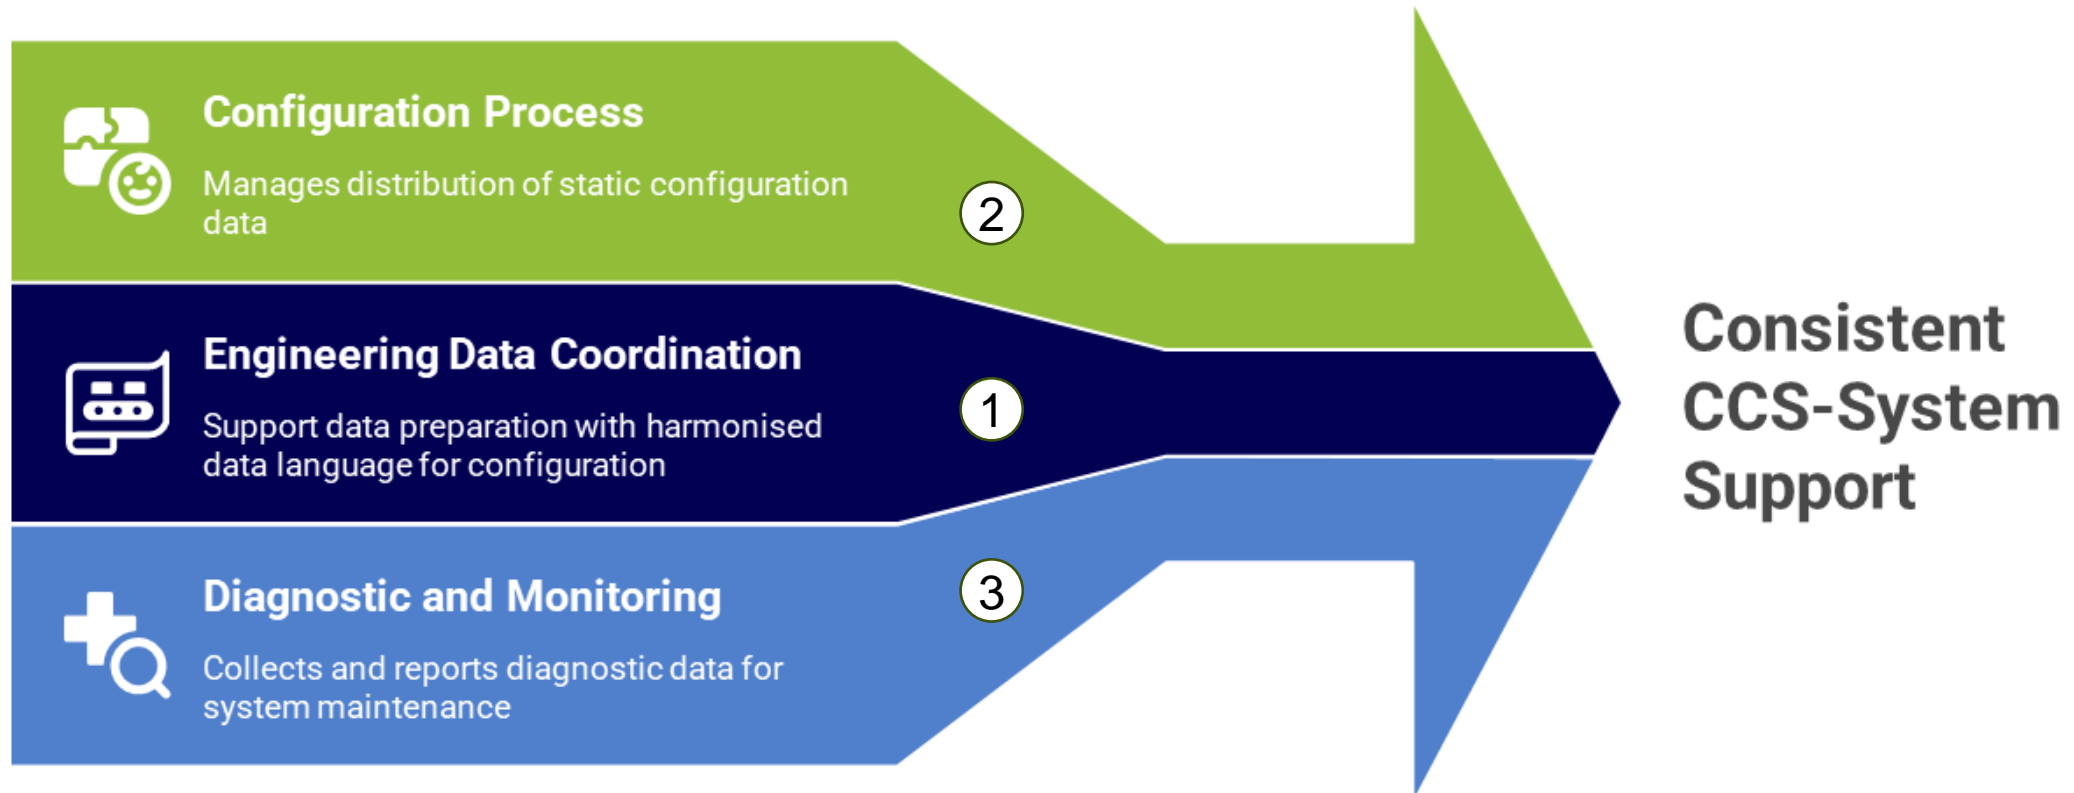 Configuration Process
Manages distribution of static configuration
data
2
Engineering Data Coordination
Support data preparation with harmonised
data language for configuration
1
Diagnostic and Monitoring
Collects and reports diagnostic data for
system maintenance
3
Consistent
CCS-System
Support